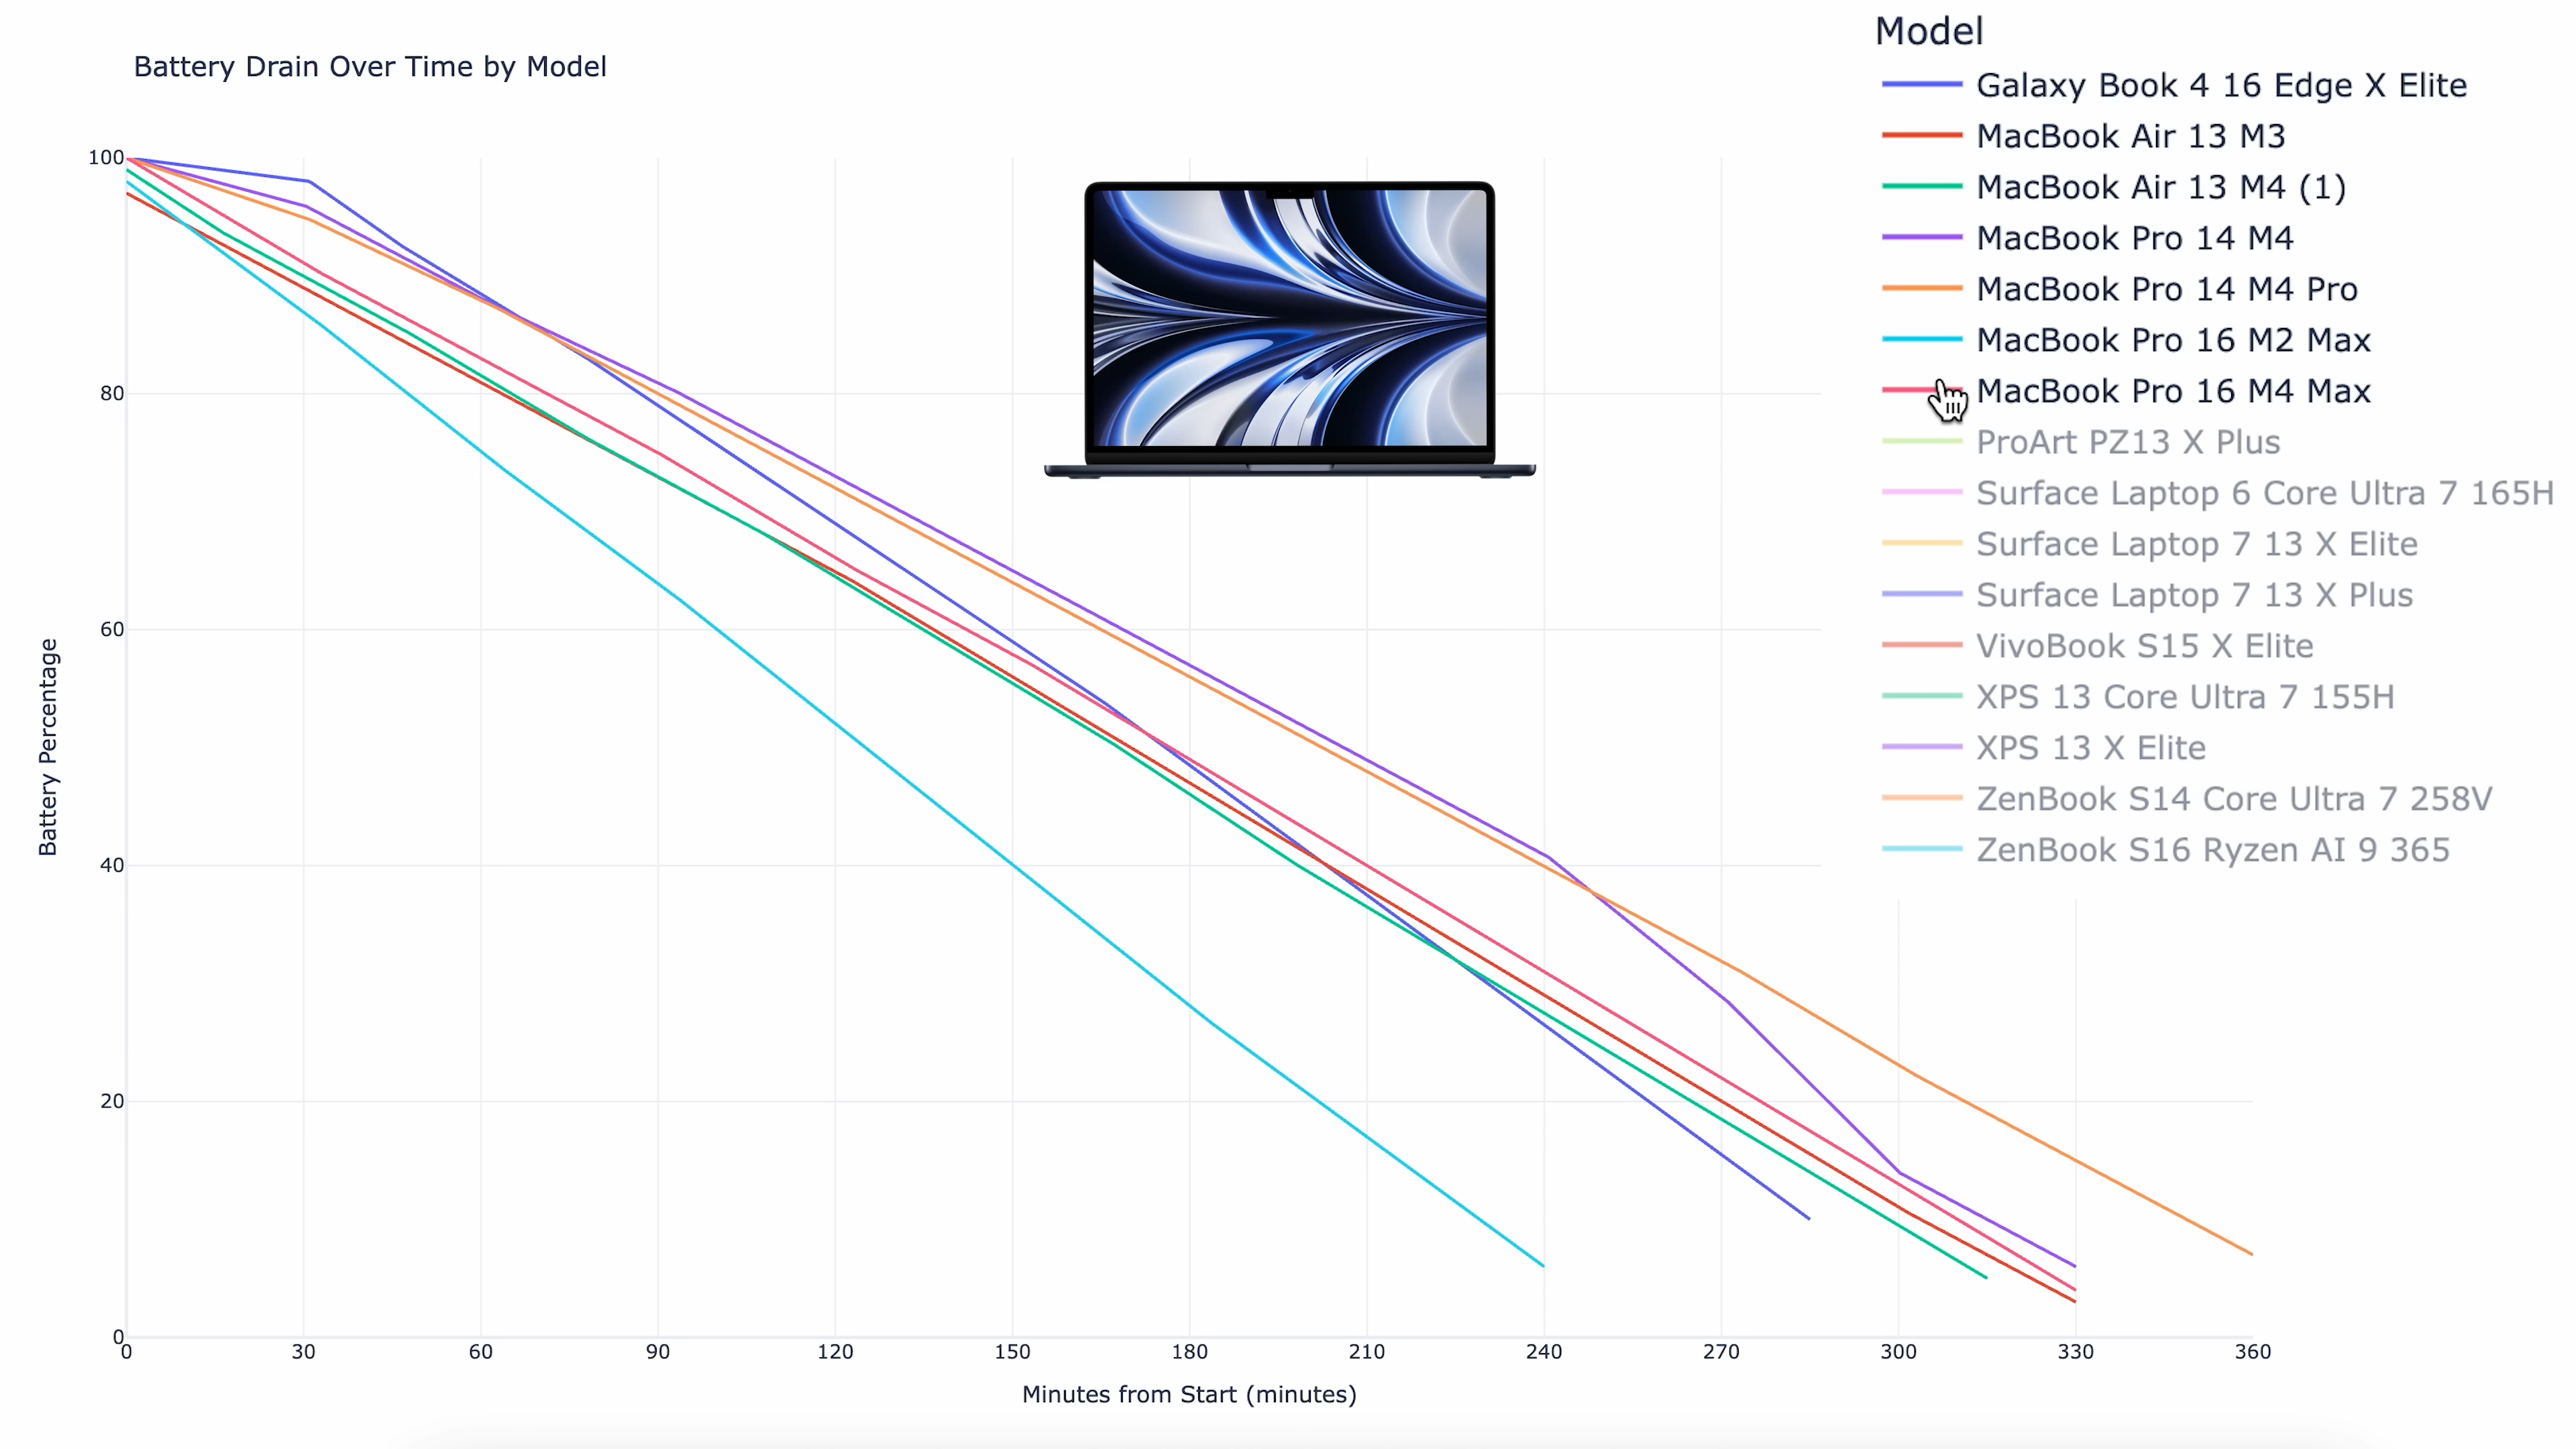 Battery Drain Over Time by Model
Model
Galaxy Book 4 16 Edge X Elite
MacBook Air 13 M3
MacBook Air 13 M4 (1)
MacBook Pro 14 M4
MacBook Pro 14 M4 Pro
MacBook Pro 16 M2 Max
MacBook Pro 16 M4 Max
ProArt PZ13 X Plus
Surface Laptop 6 Core Ultra 7 165H
Surface Laptop 7 13 X Elite
Surface Laptop 7 13 X Plus
VivoBook S15 X Elite
XPS 13 Core Ultra 7 155H
XPS 13 X Elite
ZenBook S14 Core Ultra 7 258V
ZenBook S16 Ryzen AI 9 365
Battery Percentage
100
80
60
40
20
0
0 30 60 90 120 150 180 210 240 270 300 330 360
Minutes from Start (minutes)